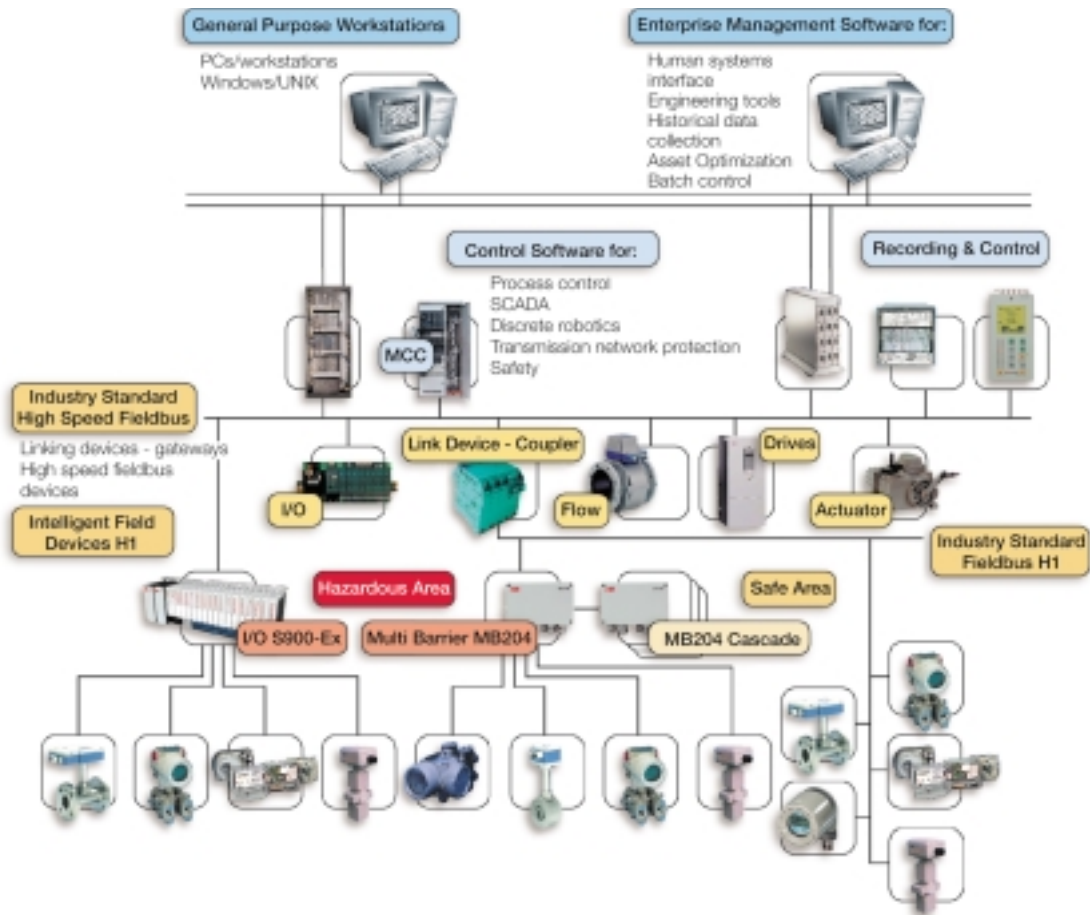 General Purpose Workstations
PCs/workstations
Windows/UNIX
Enterprise Management Software for:
Human systems
interface
Engineering tools
Historical data
collection
Asset Optimization
Batch control
Control Software for:
Process control
SCADA
Discrete robotics
Transmission network protection
Safety
Recording & Control
MCC
Industry Standard
High Speed Fieldbus
Linking devices - gateways
High speed fieldbus
devices
Intelligent Field
Devices H1
I/O
Link Device - Coupler
Flow
Drives
Actuator
Industry Standard
Fieldbus H1
Hazardous Area
Safe Area
I/O S900-Ex
Multi Barrier MB204
MB204 Cascade